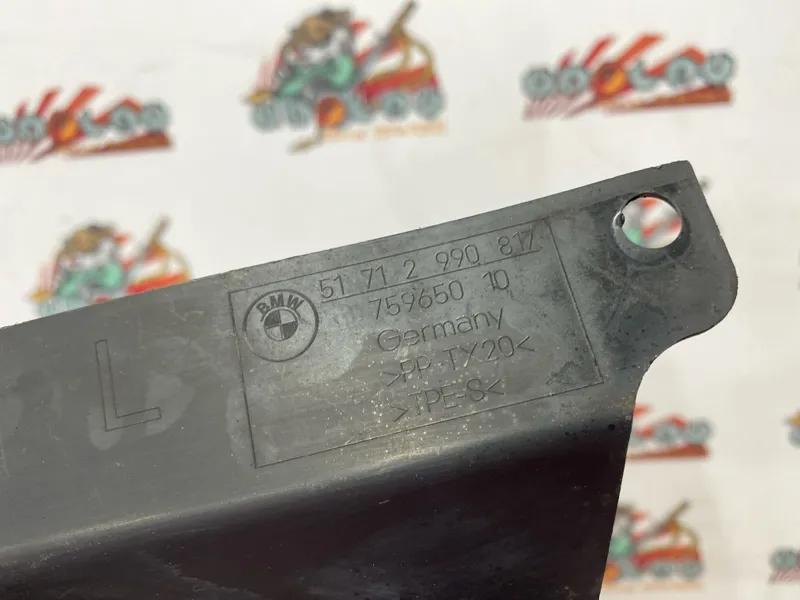 BMW
51 71 2 990 817
759650 10
Germany
>PP-TX20<
>TPE-S<
L